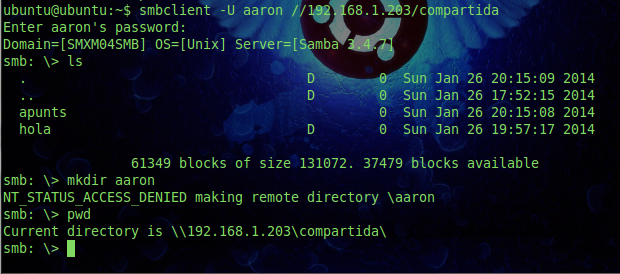 ubuntu@ubuntu:~$ smbclient -U aaron //192.168.1.203/compartida
Enter aaron's password:
Domain=[SMXM04SMB] OS=[Unix] Server=[Samba 3.4.7]
smb: \> ls
  .                                   D        0  Sun Jan 26 20:15:09 2014
  ..                                  D        0  Sun Jan 26 17:52:15 2014
  apunts                                       0  Sun Jan 26 20:15:08 2014
  hola                                D        0  Sun Jan 26 19:57:17 2014
                61349 blocks of size 131072. 37479 blocks available
smb: \> mkdir aaron
NT_STATUS_ACCESS_DENIED making remote directory \aaron
smb: \> pwd
Current directory is \\192.168.1.203\compartida\
smb: \>